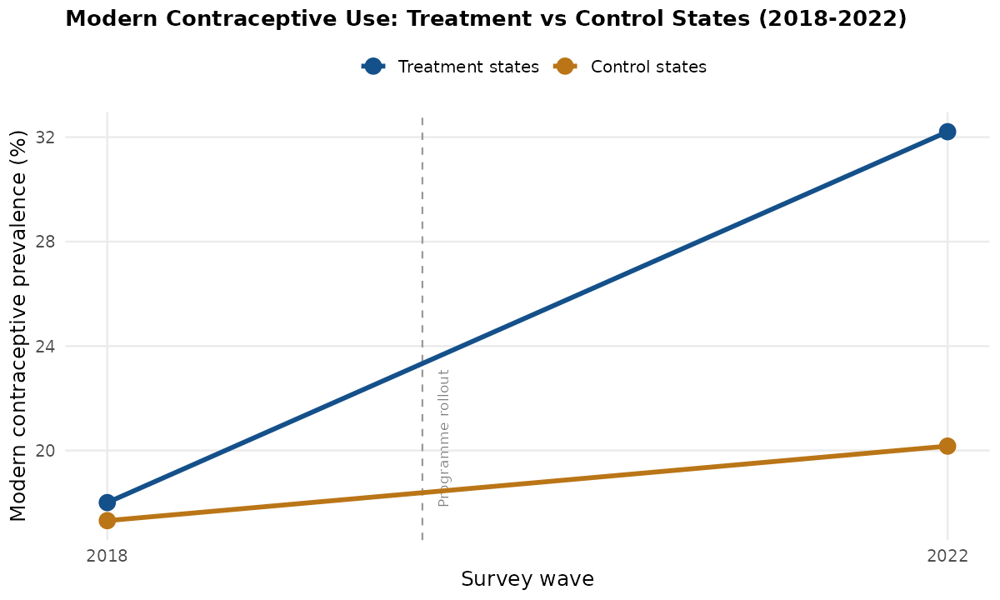 Modern Contraceptive Use: Treatment vs Control States (2018-2022)
Treatment states
Control states
Modern contraceptive prevalence (%)
32
28
24
20
Programme rollout
2018
2022
Survey wave